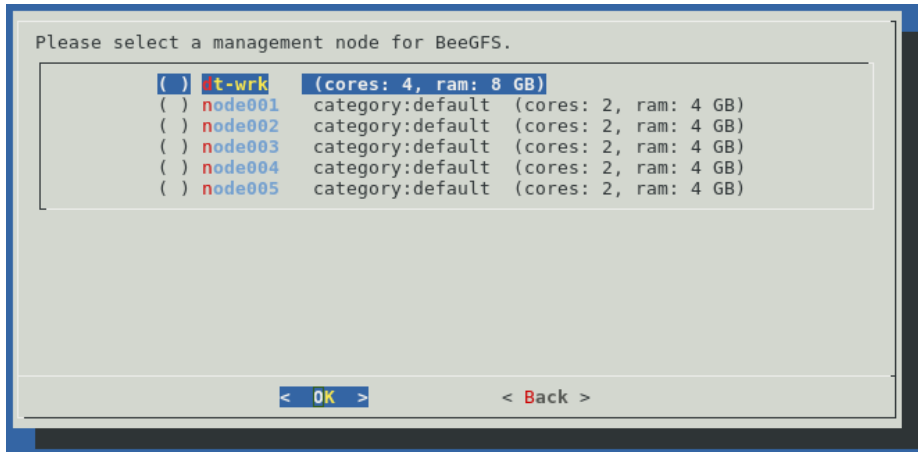 Please select a management node for BeeGFS.
( ) dt-wrk (cores: 4, ram: 8 GB)
( ) node001 category:default (cores: 2, ram: 4 GB)
( ) node002 category:default (cores: 2, ram: 4 GB)
( ) node003 category:default (cores: 2, ram: 4 GB)
( ) node004 category:default (cores: 2, ram: 4 GB)
( ) node005 category:default (cores: 2, ram: 4 GB)
< OK > < Back >